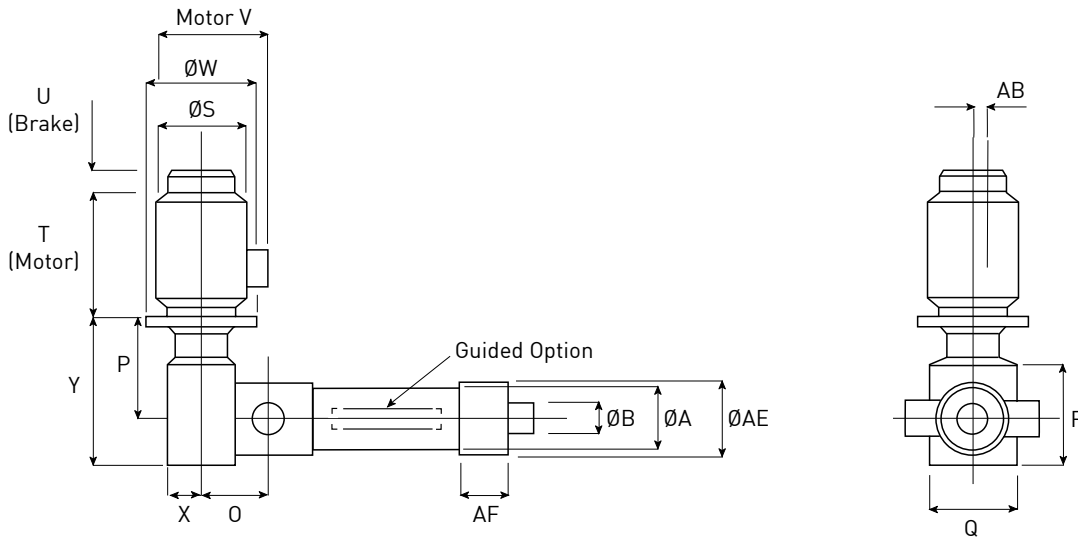 Motor V
ØW
U
(Brake)
ØS
AB
T
(Motor)
P
Y
Guided Option
ØB
ØA
ØAE
X
O
AF
Q